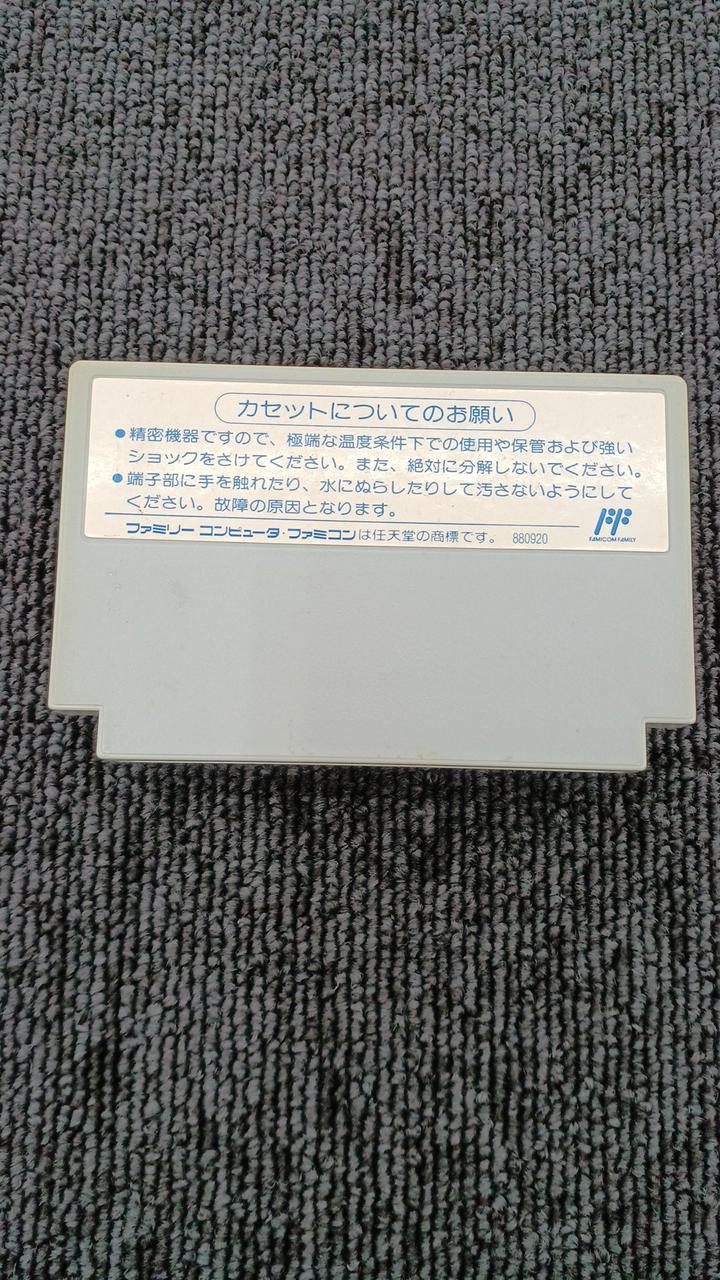 カセットについてのお願い
●精密機器ですので、極端な温度条件下での使用や保管および強い
ショックをさけてください。また、絶対に分解しないでください。
●端子部に手を触れたり、水にぬらしたりして汚さないようにして
ください。故障の原因となります。
ファミリー コンピュータ・ファミコンは任天堂の商標です。 880920
FAMICOM FAMILY